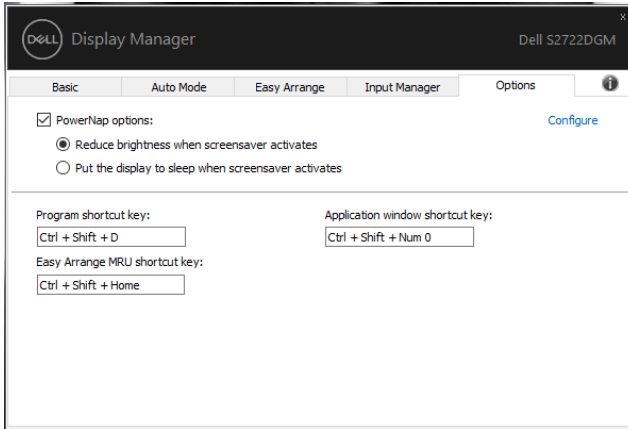 DELL Display Manager Dell S2722DGM
x
Basic Auto Mode Easy Arrange Input Manager Options i
PowerNap options: Configure
Reduce brightness when screensaver activates
Put the display to sleep when screensaver activates
Program shortcut key: Application window shortcut key:
Ctrl + Shift + D Ctrl + Shift + Num 0
Easy Arrange MRU shortcut key:
Ctrl + Shift + Home